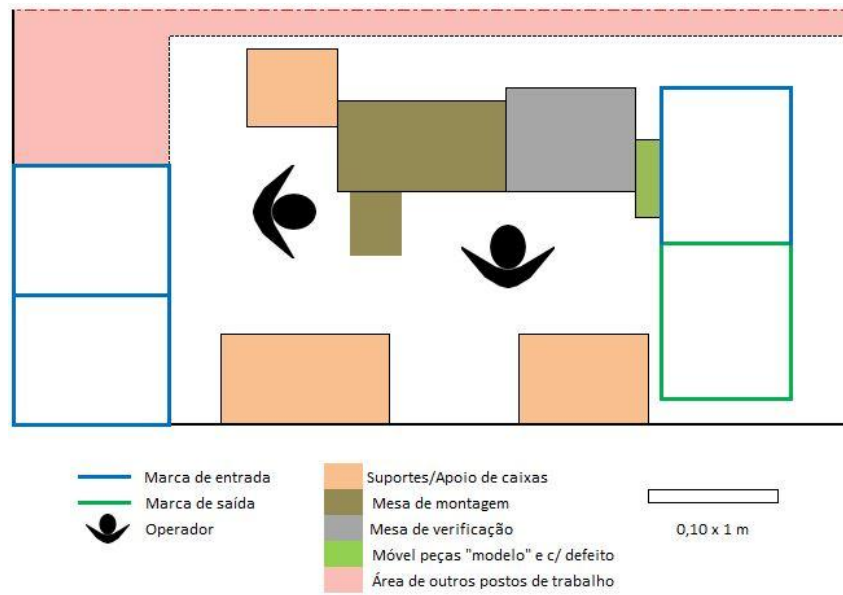 Marca de entrada
Marca de saída
Operador
Suportes/Apoio de caixas
Mesa de montagem
Mesa de verificação
Móvel peças "modelo" e c/ defeito
Área de outros postos de trabalho
0,10 x 1 m